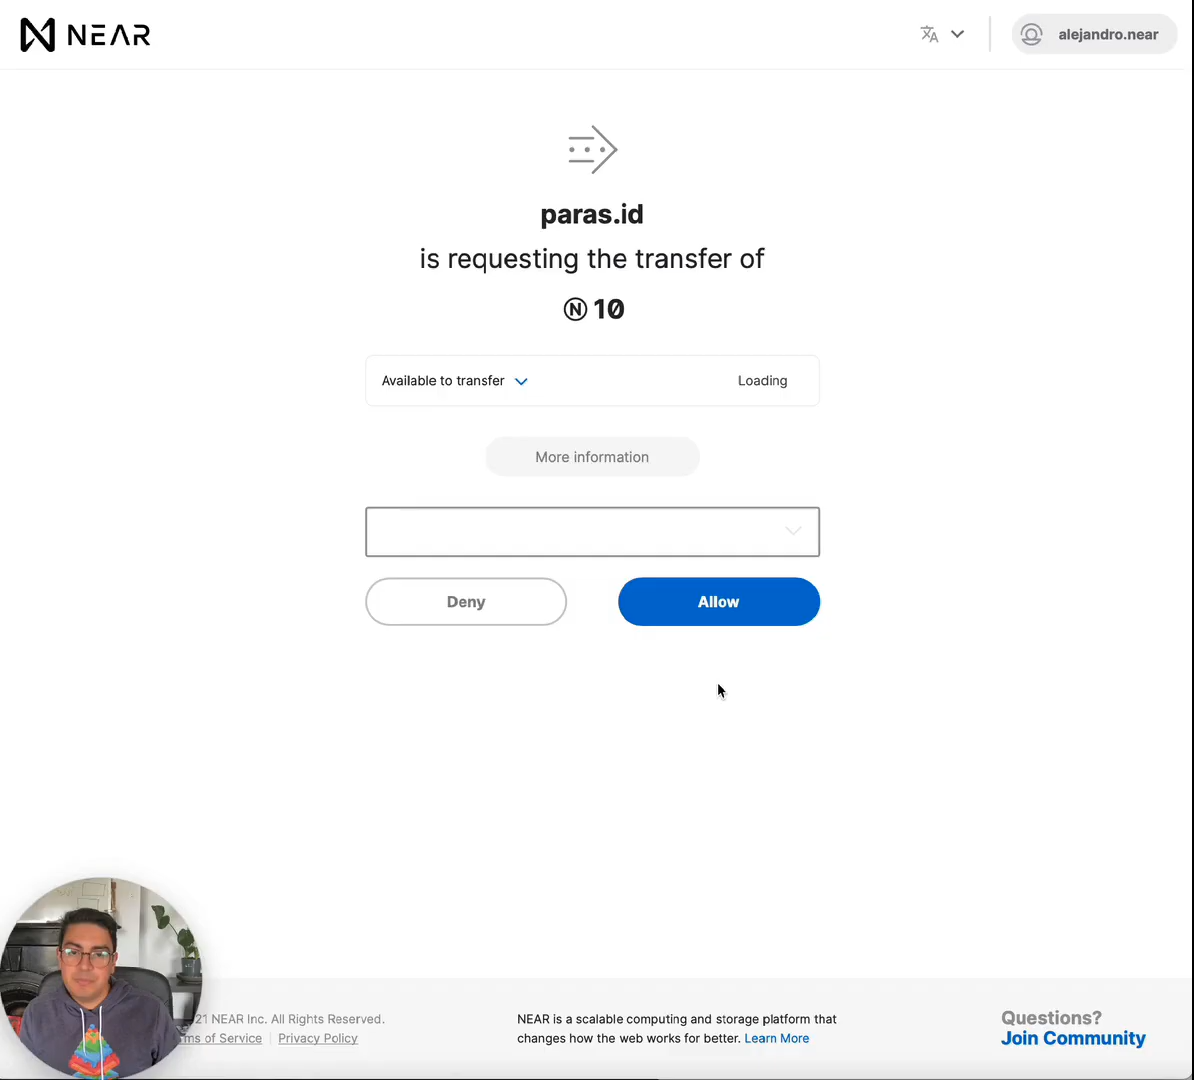 NEAR
alejandro.near
paras.id
is requesting the transfer of
Ⓝ 10
Available to transfer
Loading
More information
Deny
Allow
21 NEAR Inc. All Rights Reserved.
ms of Service | Privacy Policy
NEAR is a scalable computing and storage platform that
changes how the web works for better. Learn More
Questions?
Join Community